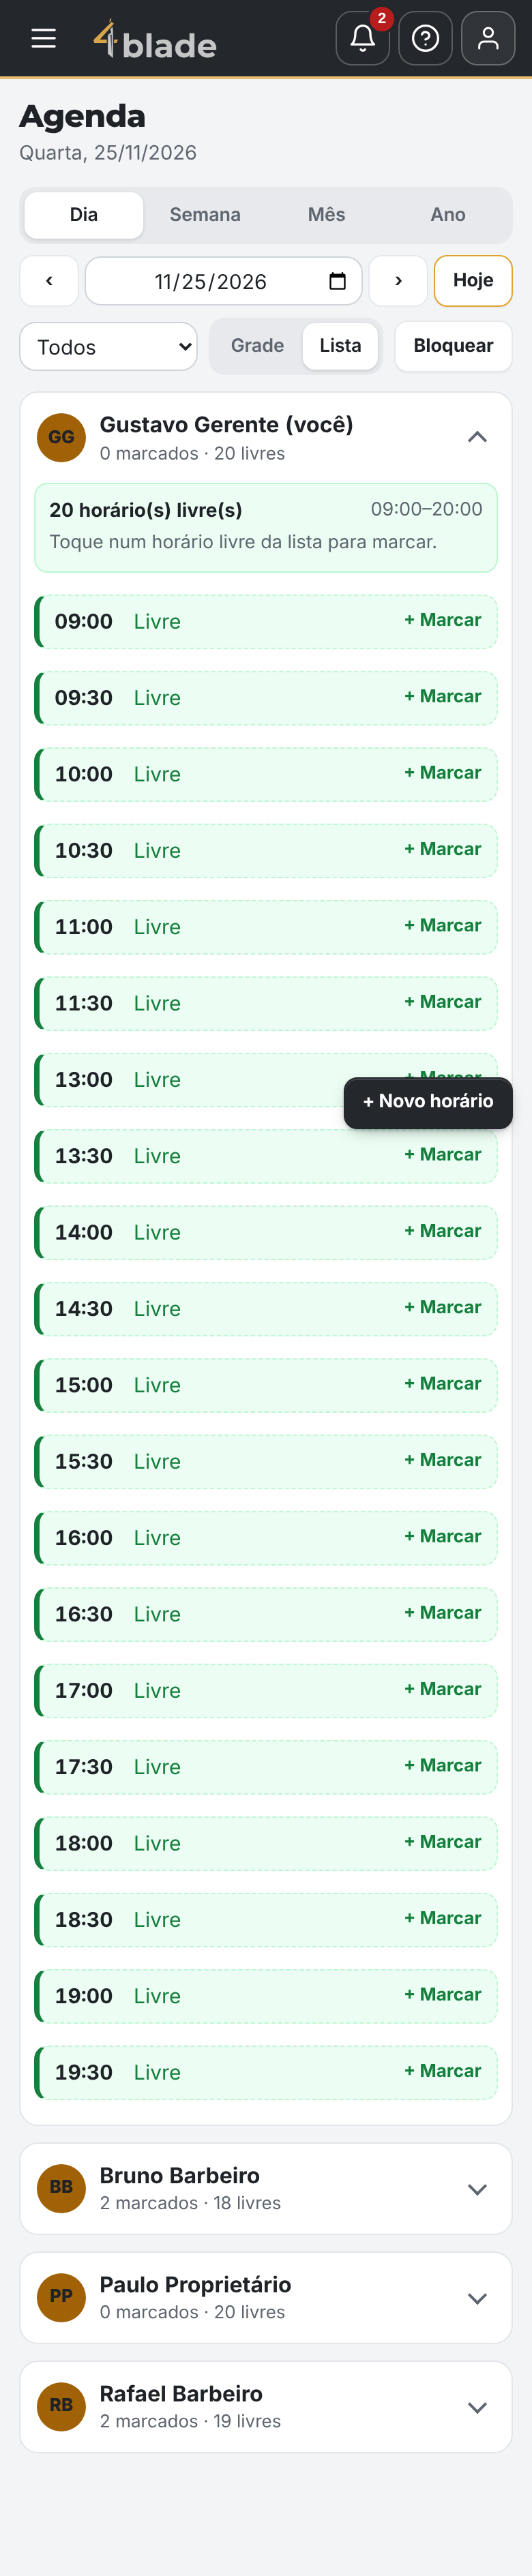 4blade
2
Agenda
Quarta, 25/11/2026
Dia Semana Mês Ano
‹ 11/25/2026 › Hoje
Todos Grade Lista Bloquear
GG Gustavo Gerente (você)
0 marcados · 20 livres
20 horário(s) livre(s) 09:00–20:00
Toque num horário livre da lista para marcar.
09:00 Livre + Marcar
09:30 Livre + Marcar
10:00 Livre + Marcar
10:30 Livre + Marcar
11:00 Livre + Marcar
11:30 Livre + Marcar
13:00 Livre + Marcar
+ Novo horário
13:30 Livre + Marcar
14:00 Livre + Marcar
14:30 Livre + Marcar
15:00 Livre + Marcar
15:30 Livre + Marcar
16:00 Livre + Marcar
16:30 Livre + Marcar
17:00 Livre + Marcar
17:30 Livre + Marcar
18:00 Livre + Marcar
18:30 Livre + Marcar
19:00 Livre + Marcar
19:30 Livre + Marcar
BB Bruno Barbeiro
2 marcados · 18 livres
PP Paulo Proprietário
0 marcados · 20 livres
RB Rafael Barbeiro
2 marcados · 19 livres